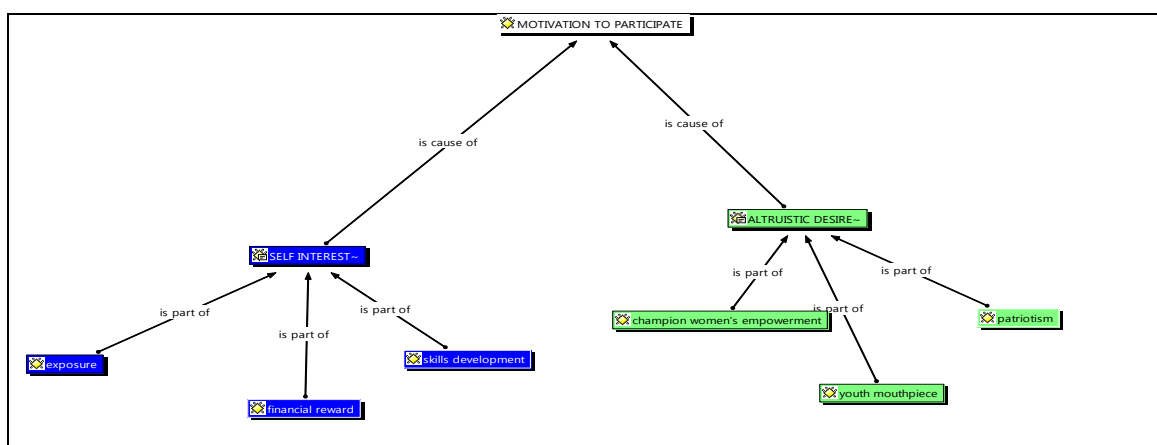 MOTIVATION TO PARTICIPATE
is cause of
is cause of
ALTRUISTIC DESIRE~
SELF INTEREST~
is part of
is part of
is part of
is part of
is part of
is part of
champion women's empowerment
patriotism
skills development
exposure
youth mouthpiece
financial reward